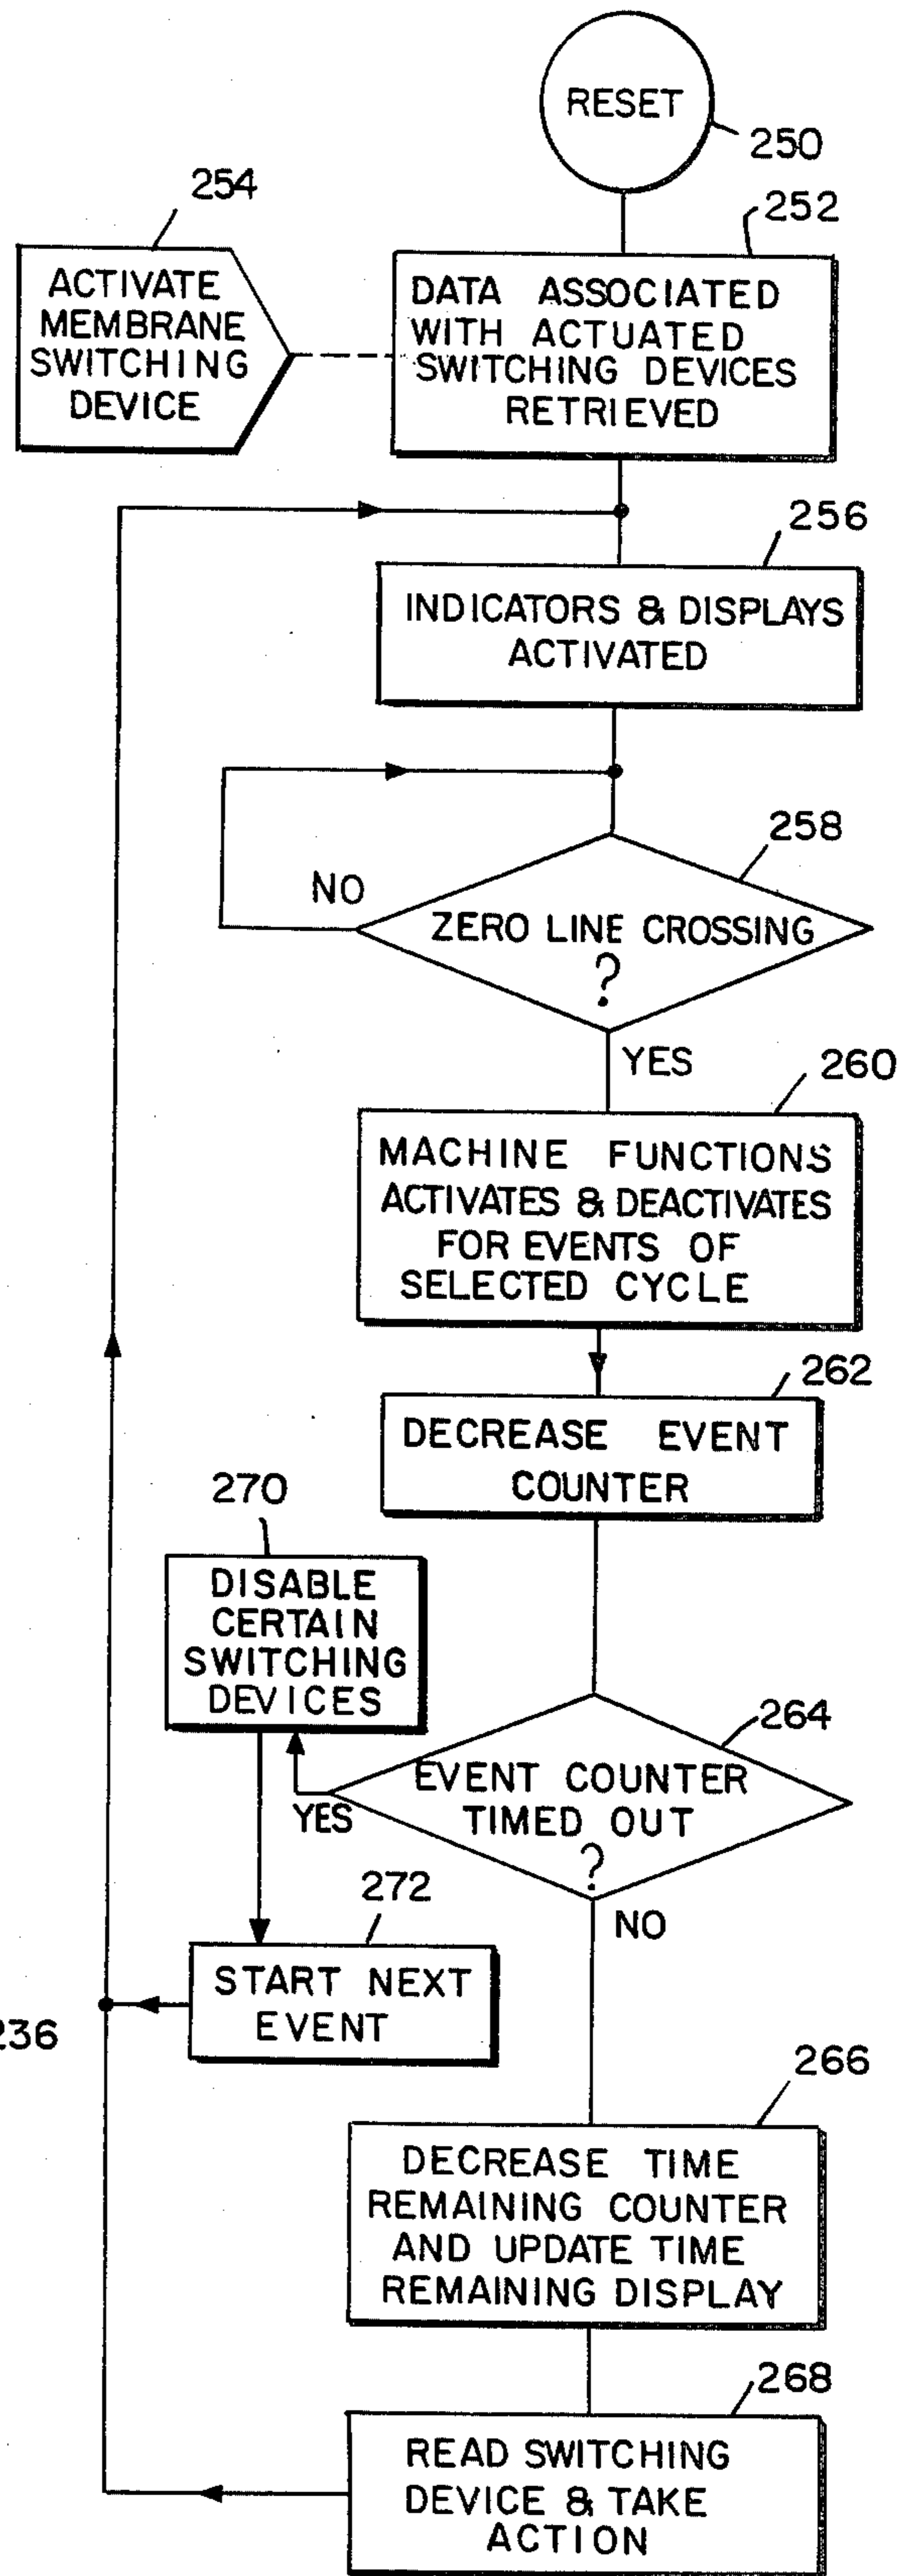 RESET
250
254
252
ACTIVATE
MEMBRANE
SWITCHING
DEVICE
DATA ASSOCIATED
WITH ACTUATED
SWITCHING DEVICES
RETRIEVED
256
INDICATORS & DISPLAYS
ACTIVATED
258
NO
ZERO LINE CROSSING
?
YES
260
MACHINE FUNCTIONS
ACTIVATES & DEACTIVATES
FOR EVENTS OF
SELECTED CYCLE
262
DECREASE EVENT
COUNTER
270
DISABLE
CERTAIN
SWITCHING
DEVICES
264
EVENT COUNTER
TIMED OUT
?
YES
NO
272
START NEXT
EVENT
236
266
DECREASE TIME
REMAINING COUNTER
AND UPDATE TIME
REMAINING DISPLAY
268
READ SWITCHING
DEVICE & TAKE
ACTION